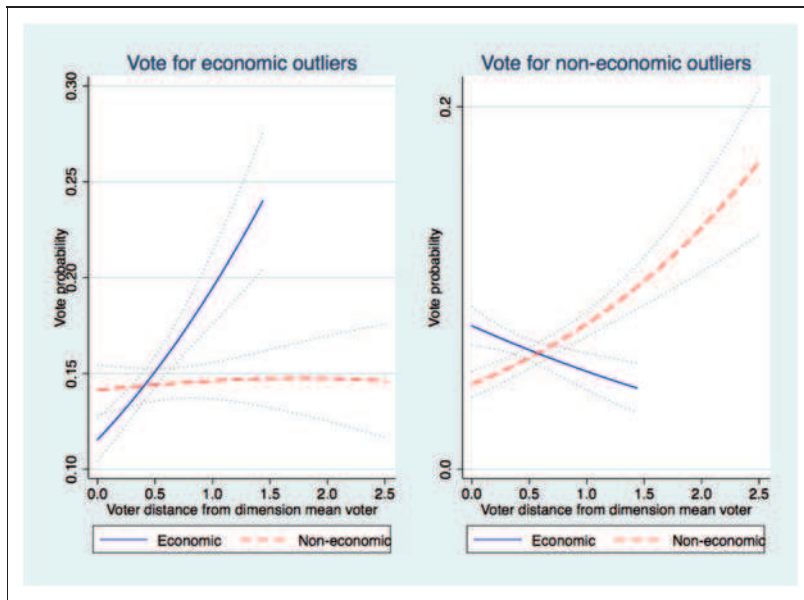 Vote for economic outliers
0.30
0.25
0.20
0.15
0.10
Vote probability
0.0 0.5 1.0 1.5 2.0 2.5
Voter distance from dimension mean voter
Economic Non-economic
Vote for non-economic outliers
0.2
0.0
Vote probability
0.0 0.5 1.0 1.5 2.0 2.5
Voter distance from dimension mean voter
Economic Non-economic